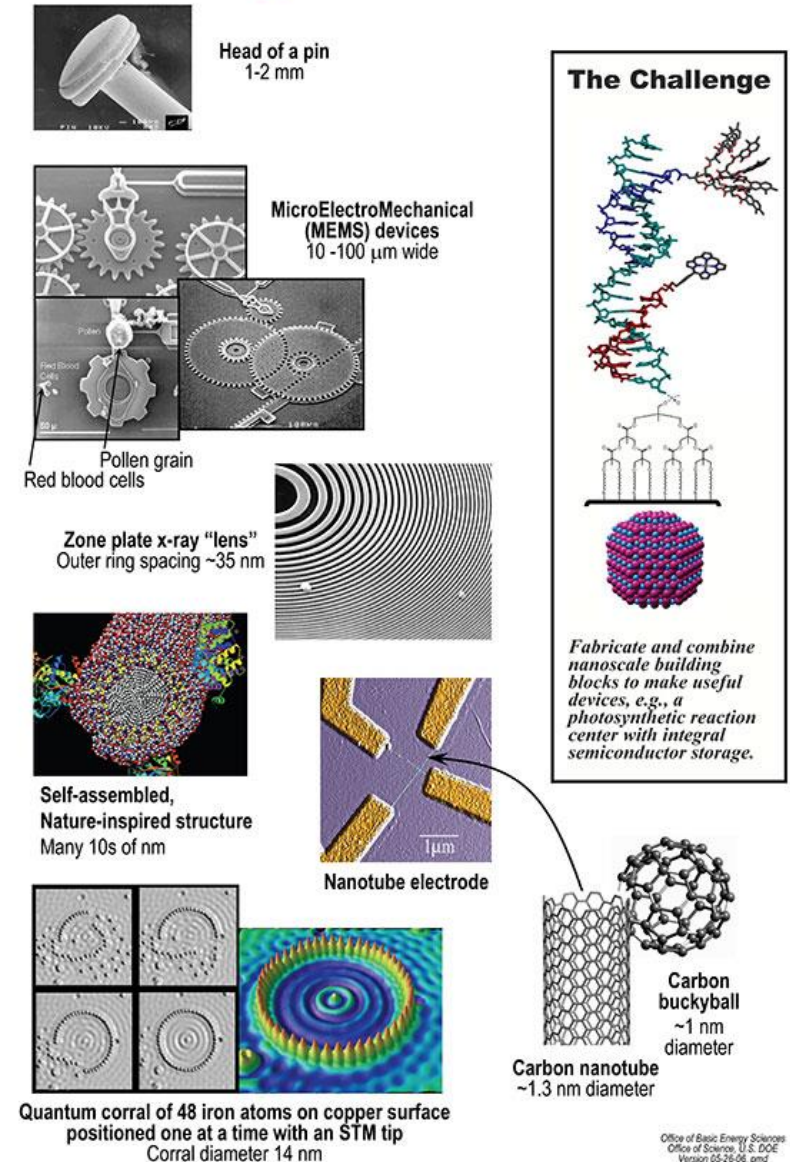 Head of a pin
1-2 mm
MicroElectroMechanical
(MEMS) devices
10 -100 μm wide
Pollen
Red Blood
Cells
Pollen grain
Red blood cells
Zone plate x-ray “lens”
Outer ring spacing ~35 nm
Self-assembled,
Nature-inspired structure
Many 10s of nm
1μm
Nanotube electrode
Quantum corral of 48 iron atoms on copper surface
positioned one at a time with an STM tip
Corral diameter 14 nm
The Challenge
Fabricate and combine
nanoscale building
blocks to make useful
devices, e.g., a
photosynthetic reaction
center with integral
semiconductor storage.
Carbon
buckyball
~1 nm
diameter
Carbon nanotube
~1.3 nm diameter
Office of Basic Energy Sciences
Office of Science, U.S. DOE
Version 05-26-06, pmd